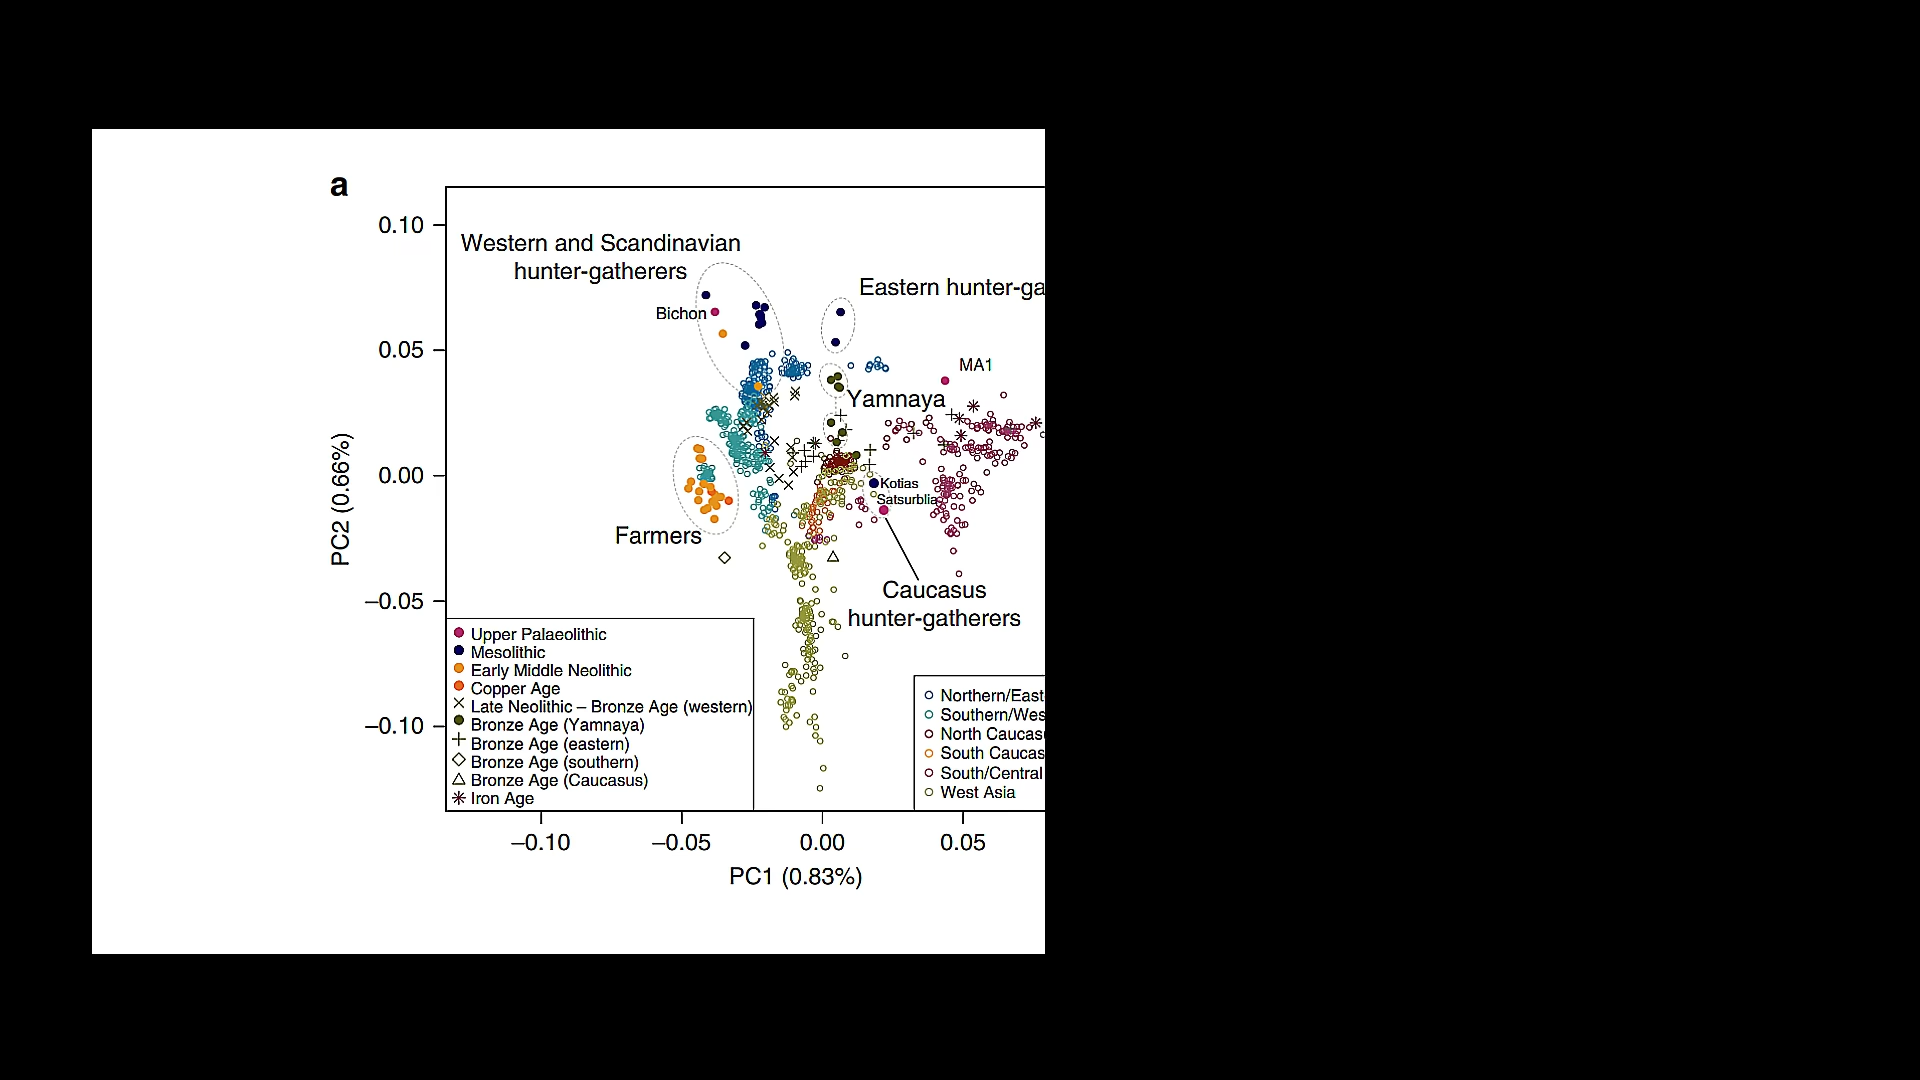 a
0.10
Western and Scandinavian
hunter-gatherers
Eastern hunter-ga
Bichon
0.05
MA1
Yamnaya
0.00
Kotias
Satsurblia
PC2 (0.66%)
Farmers
Caucasus
hunter-gatherers
–0.05
Upper Palaeolithic
Mesolithic
Early Middle Neolithic
Copper Age
Late Neolithic – Bronze Age (western)
Bronze Age (Yamnaya)
Bronze Age (eastern)
Bronze Age (southern)
Bronze Age (Caucasus)
Iron Age
–0.10
Northern/East
Southern/Wes
North Caucas
South Caucas
South/Central
West Asia
–0.10 –0.05 0.00 0.05
PC1 (0.83%)